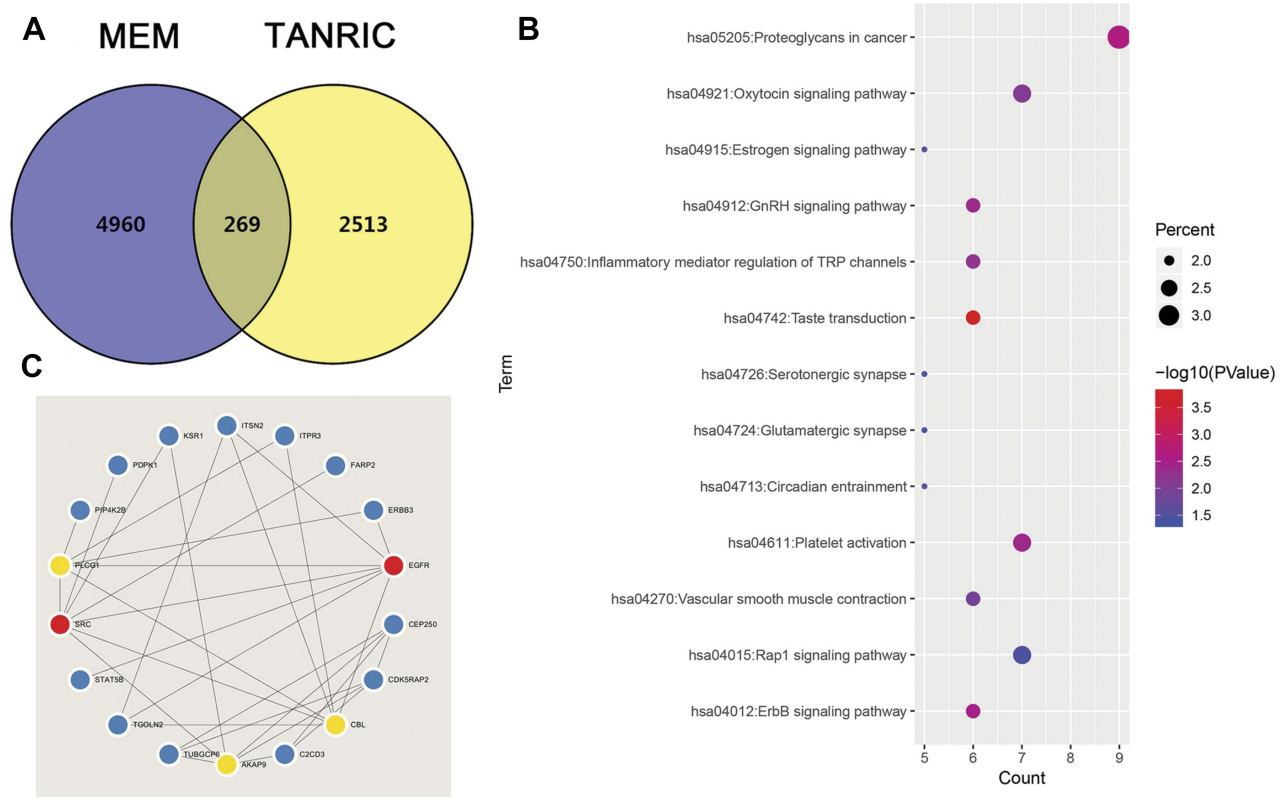 A
MEM
TANRIC
4960
269
2513
B
hsa05205:Proteoglycans in cancer
hsa04921:Oxytocin signaling pathway
hsa04915:Estrogen signaling pathway
hsa04912:GnRH signaling pathway
hsa04750:Inflammatory mediator regulation of TRP channels
hsa04742:Taste transduction
hsa04726:Serotonergic synapse
hsa04724:Glutamatergic synapse
hsa04713:Circadian entrainment
hsa04611:Platelet activation
hsa04270:Vascular smooth muscle contraction
hsa04015:Rap1 signaling pathway
hsa04012:ErbB signaling pathway
Term
5 6 7 8 9
Count
Percent
2.0
2.5
3.0
−log10(PValue)
3.5
3.0
2.5
2.0
1.5
C
ITSN2
KSR1
ITPR3
PDPK1
FARP2
PIP4K2B
ERBB3
PLCG1
EGFR
SRC
CEP250
STAT5B
CDK5RAP2
TGOLN2
CBL
TUBGCP6
AKAP9
C2CD3